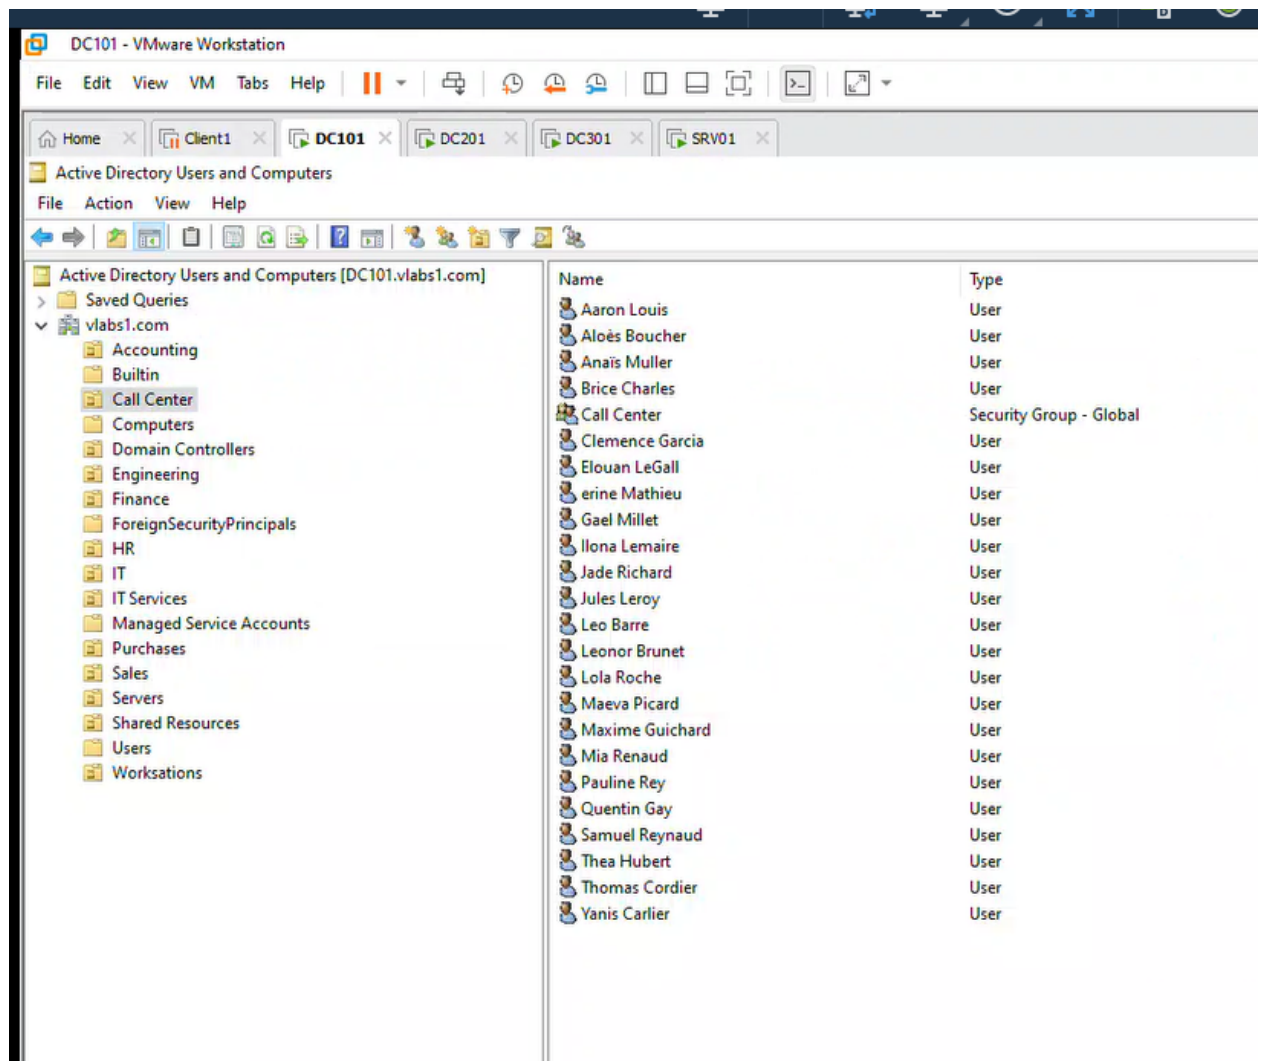 DC101 - VMware Workstation
File Edit View VM Tabs Help
Home Client1 DC101 DC201 DC301 SRV01
Active Directory Users and Computers
File Action View Help
Active Directory Users and Computers [DC101.vlabs1.com]
Saved Queries
vlabs1.com
Accounting
Builtin
Call Center
Computers
Domain Controllers
Engineering
Finance
ForeignSecurityPrincipals
HR
IT
IT Services
Managed Service Accounts
Purchases
Sales
Servers
Shared Resources
Users
Worksations
Name Type
Aaron Louis User
Aloès Boucher User
Anaïs Muller User
Brice Charles User
Call Center Security Group - Global
Clemence Garcia User
Elouan LeGall User
erine Mathieu User
Gael Millet User
Ilona Lemaire User
Jade Richard User
Jules Leroy User
Leo Barre User
Leonor Brunet User
Lola Roche User
Maeva Picard User
Maxime Guichard User
Mia Renaud User
Pauline Rey User
Quentin Gay User
Samuel Reynaud User
Thea Hubert User
Thomas Cordier User
Yanis Carlier User